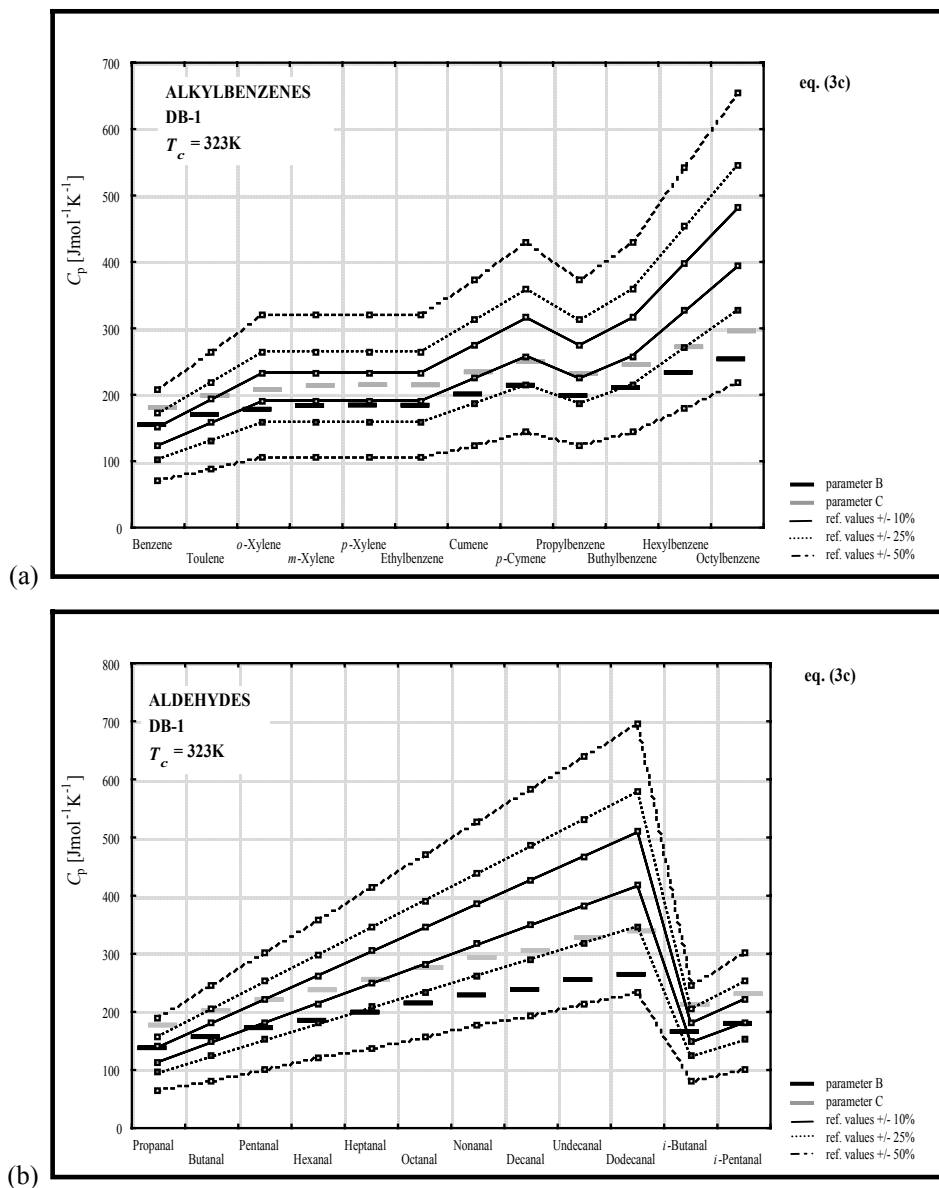 700
600
500
400
300
200
100
0
C p [Jmol⁻¹K⁻¹]
ALKYLBENZENES
DB-1
T c = 323K
eq. (3c)
Benzene
Toulene
o-Xylene
m-Xylene
p-Xylene
Ethylbenzene
Cumene
p-Cymene
Propylbenzene
Buthylbenzene
Hexylbenzene
Octylbenzene
parameter B
parameter C
ref. values +/- 10%
ref. values +/- 25%
ref. values +/- 50%
(a)
800
700
600
500
400
300
200
100
0
C p [Jmol⁻¹K⁻¹]
ALDEHYDES
DB-1
T c = 323K
eq. (3c)
Propanal
Butanal
Pentanal
Hexanal
Heptanal
Octanal
Nonanal
Decanal
Undecanal
Dodecanal
i-Butanal
i-Pentanal
parameter B
parameter C
ref. values +/- 10%
ref. values +/- 25%
ref. values +/- 50%
(b)